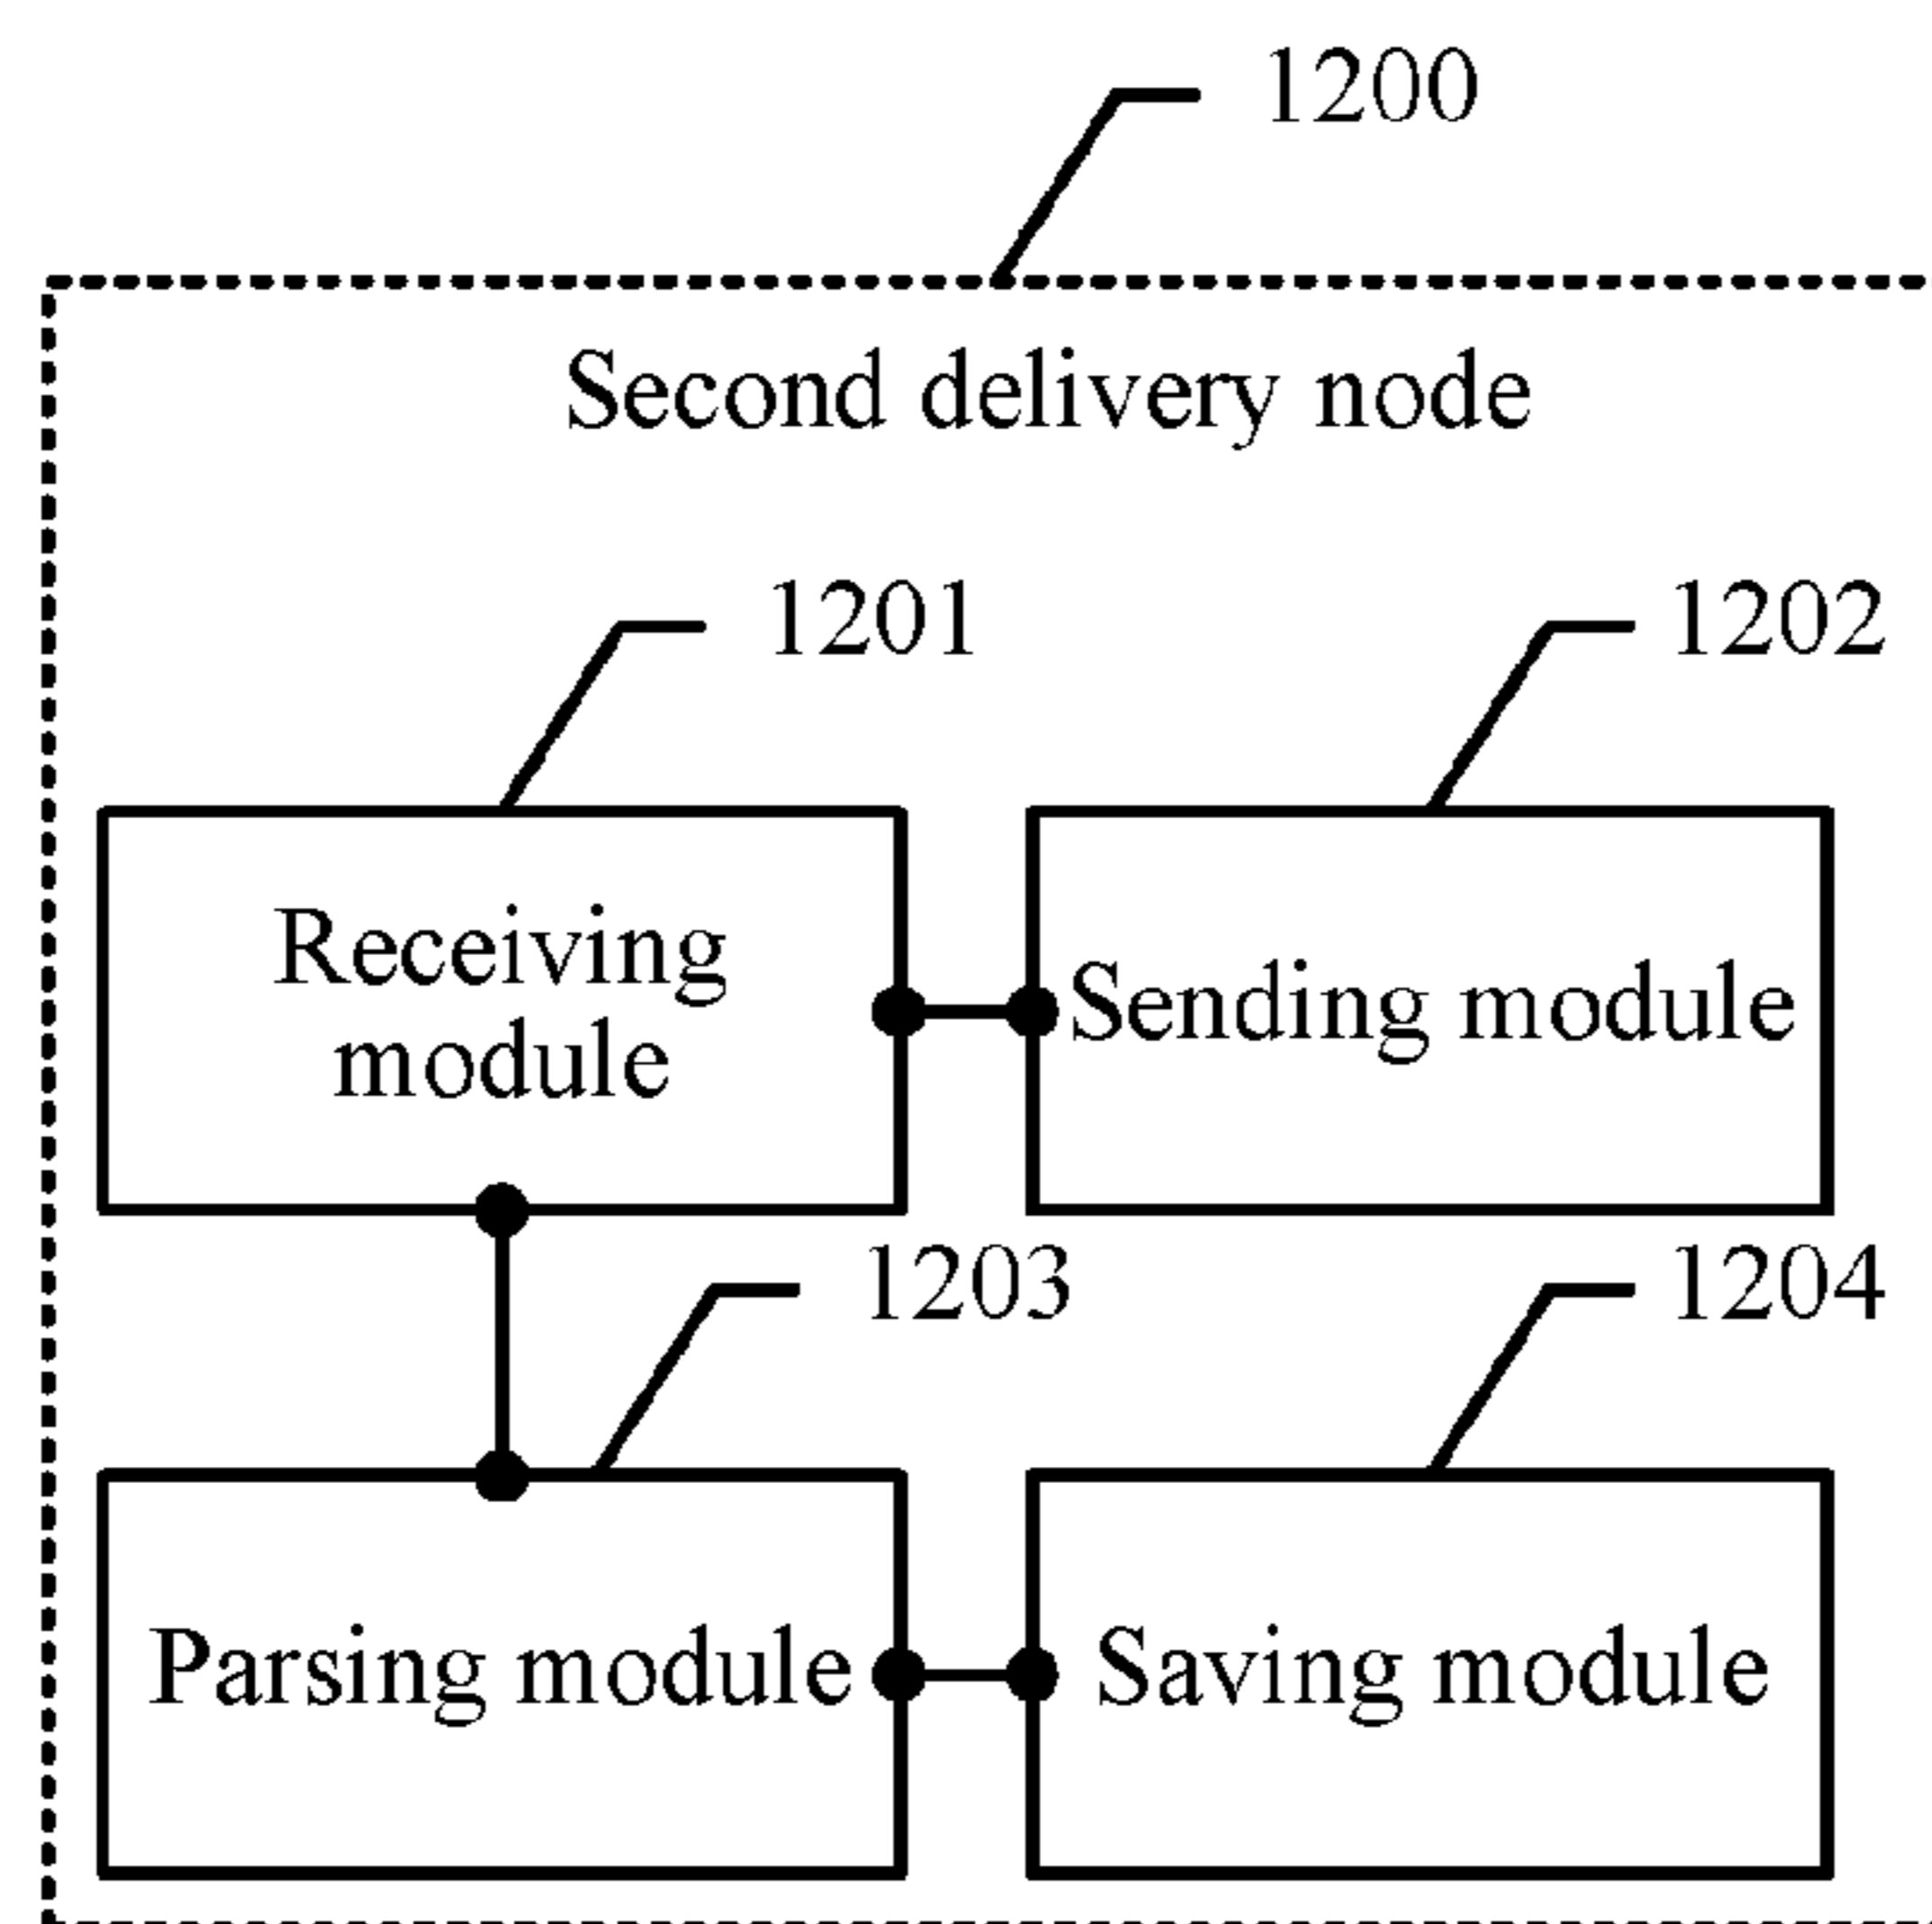 1200
Second delivery node
1201
1202
Receiving
module
Sending module
1203
1204
Parsing module
Saving module